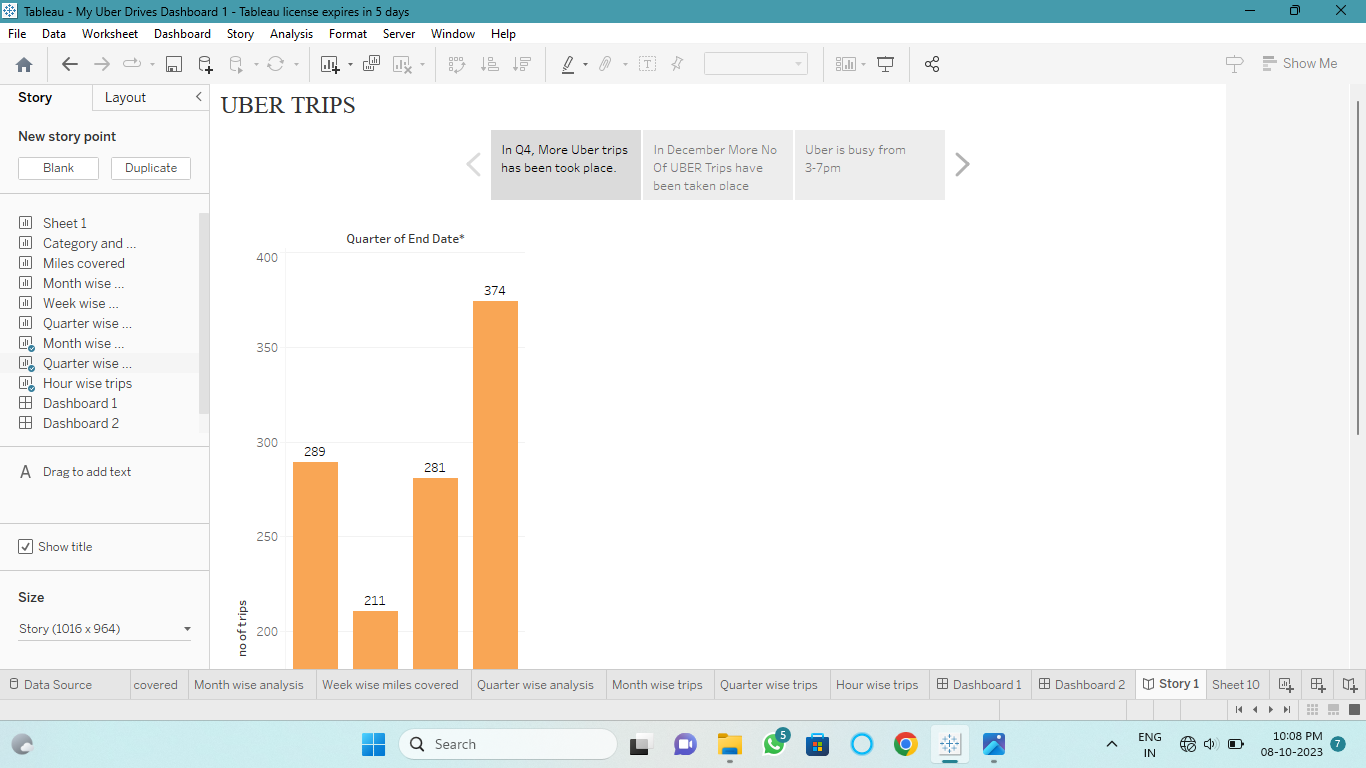 Tableau - My Uber Drives Dashboard 1 - Tableau license expires in 5 days
File Data Worksheet Dashboard Story Analysis Format Server Window Help
Show Me
Story Layout
New story point
Blank Duplicate
Sheet 1
Category and ...
Miles covered
Month wise ...
Week wise ...
Quarter wise ...
Month wise ...
Quarter wise ...
Hour wise trips
Dashboard 1
Dashboard 2
A Drag to add text
Show title
Size
Story (1016 x 964)
UBER TRIPS
In Q4, More Uber trips
has been took place.
In December More No
Of UBER Trips have
been taken place
Uber is busy from
3-7pm
Quarter of End Date*
400
374
350
300
289
281
250
211
200
no of trips
Data Source covered Month wise analysis Week wise miles covered Quarter wise analysis Month wise trips Quarter wise trips Hour wise trips Dashboard 1 Dashboard 2 Story 1 Sheet 10
Search
5
ENG
IN
10:08 PM
08-10-2023
7